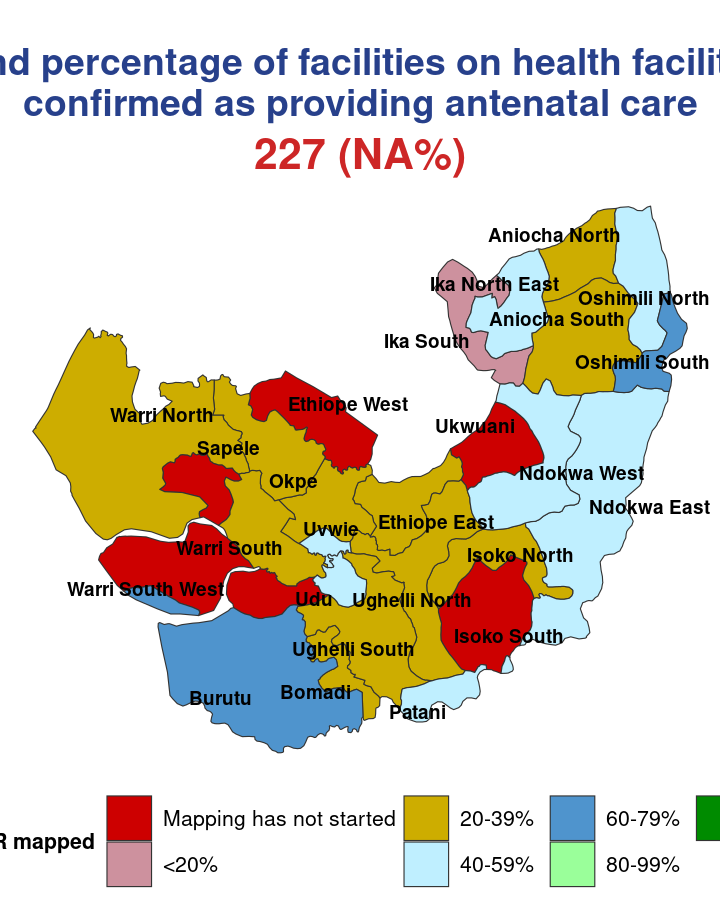 percentage of facilities on health
confirmed as providing antenatal care
227 (NA%)
Aniocha North
Ika North East
Oshimili North
Aniocha South
Ika South
Oshimili South
Ethiope West
Warri North
Ukwuani
Sapele
Ndokwa West
Okpe
Ndokwa East
Ethiope East
Uvwie
Warri South
Isoko North
Warri South West
Udu
Ughelli North
Isoko South
Ughelli South
Bomadi
Burutu
Patani
Mapping has not started
20-39%
60-79%
mapped
<20%
40-59%
80-99%